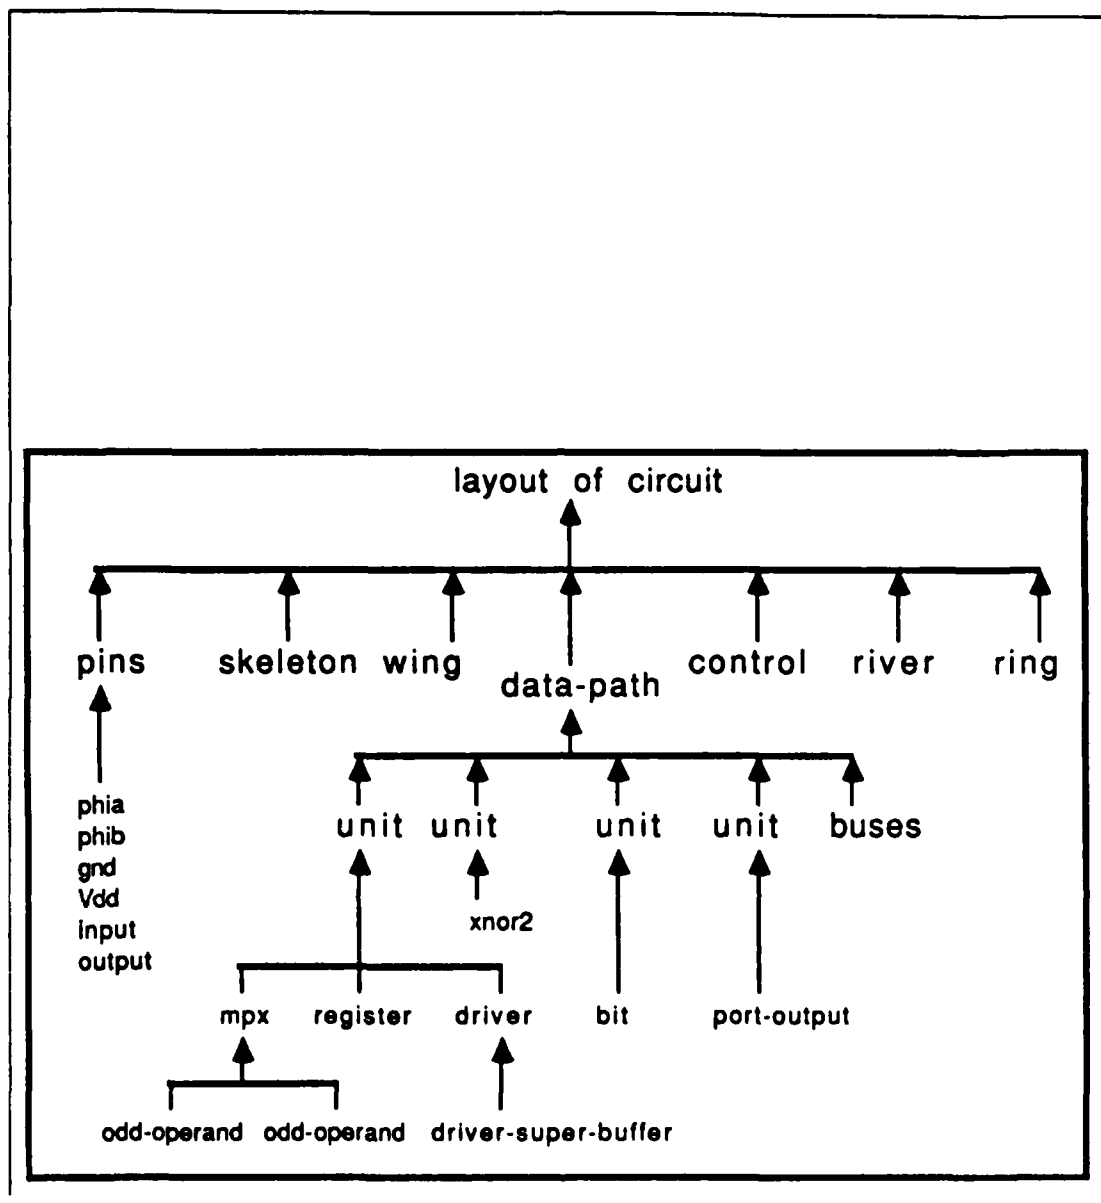 layout of circuit
pins skeleton wing control river ring
data-path
phia
phib
gnd
Vdd
input
output
unit unit unit unit buses
xnor2
mpx register driver bit port-output
odd-operand odd-operand driver-super-buffer